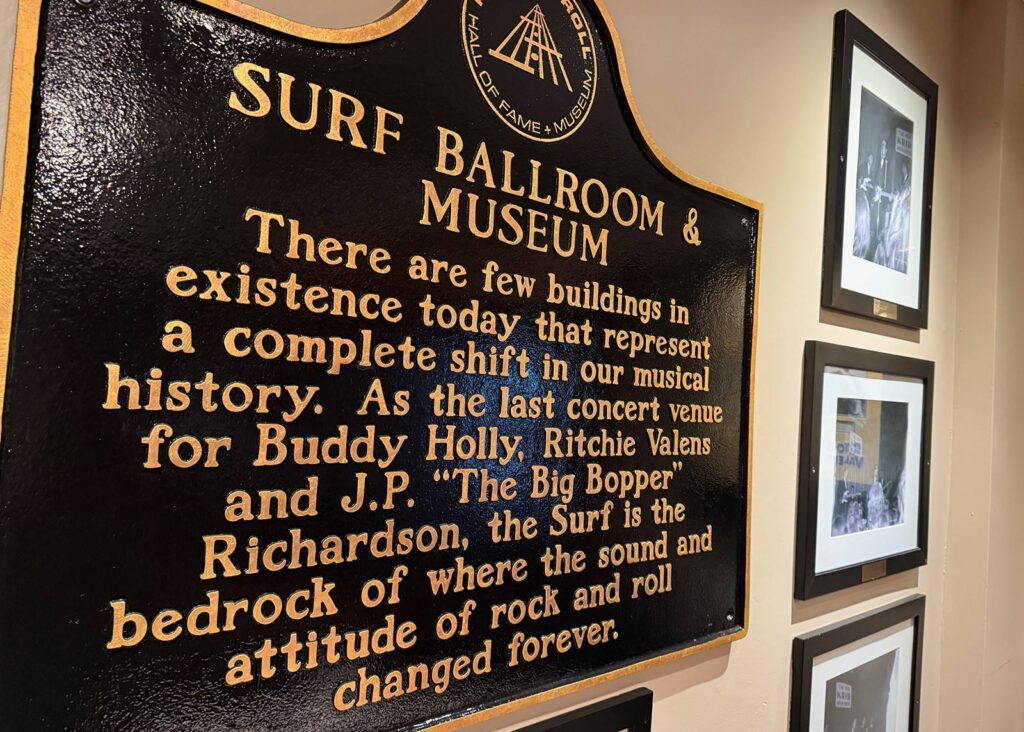 ROLL
HALL OF FAME + MUSEUM
SURF BALLROOM &
MUSEUM
There are few buildings in
existence today that represent
a complete shift in our musical
history. As the last concert venue
for Buddy Holly, Ritchie Valens
and J.P. "The Big Bopper"
Richardson, the Surf is the
bedrock of where the sound and
attitude of rock and roll
changed forever.